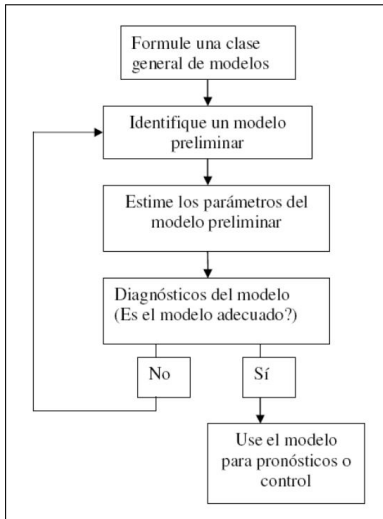 Formule una clase
general de modelos
Identifique un modelo
preliminar
Estime los parámetros del
modelo preliminar
Diagnósticos del modelo
(Es el modelo adecuado?)
No
Sí
Use el modelo
para pronósticos o
control